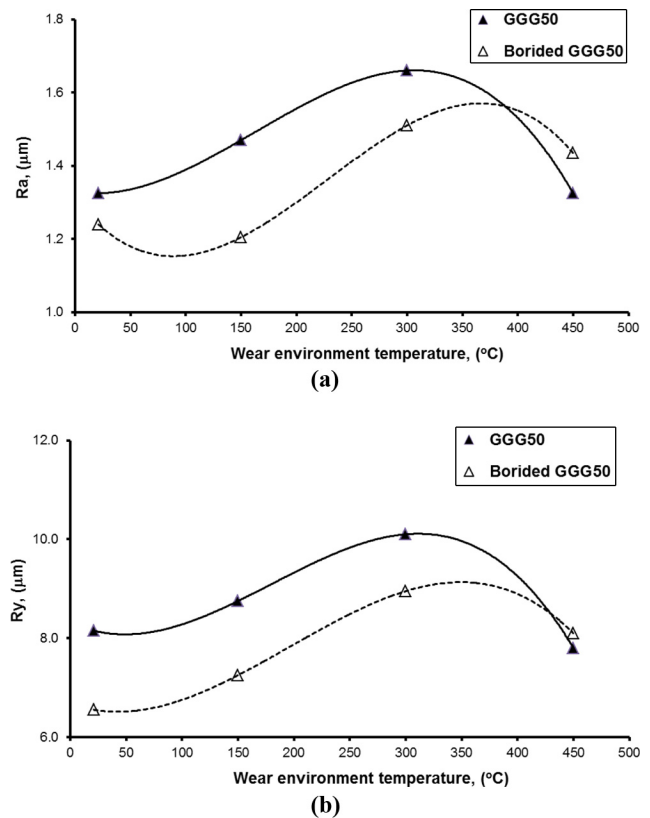 1.8
GGG50
Borided GGG50
1.6
1.4
1.2
1.0
Ra, (μm)
0 50 100 150 200 250 300 350 400 450 500
Wear environment temperature, (°C)
(a)
12.0
GGG50
Borided GGG50
10.0
8.0
6.0
Ry, (μm)
0 50 100 150 200 250 300 350 400 450 500
Wear environment temperature, (°C)
(b)